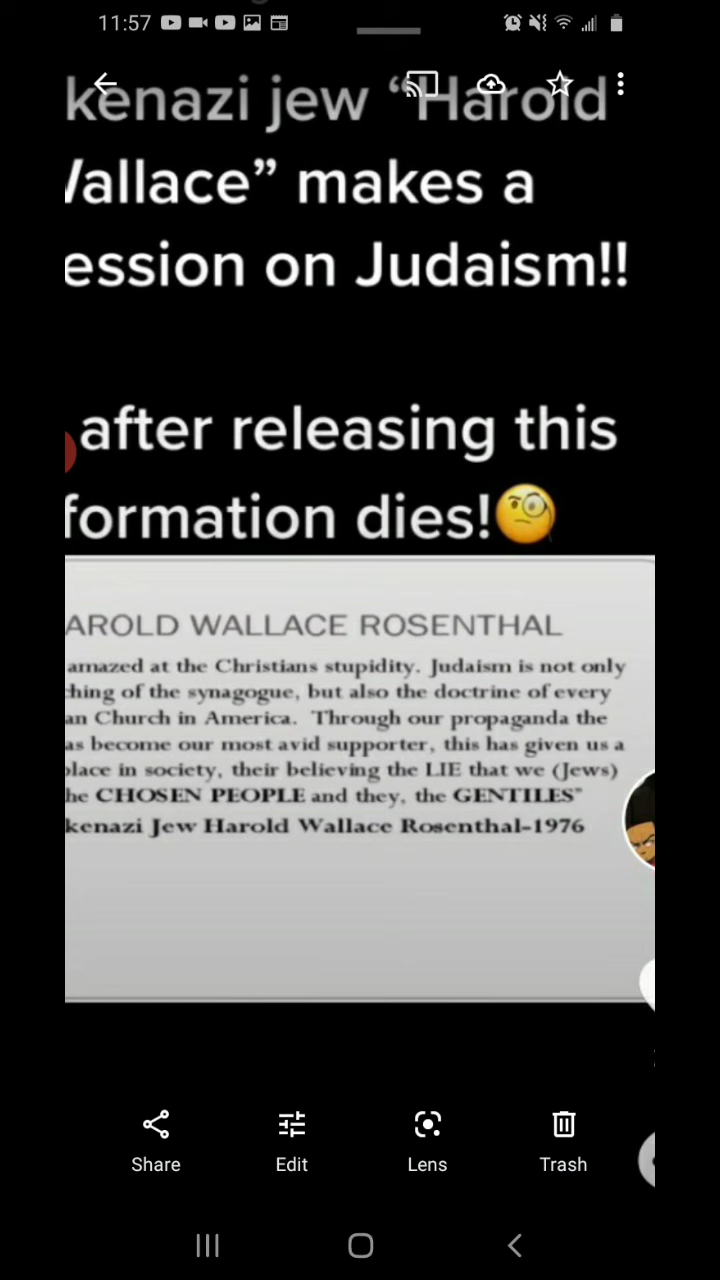 11:57
kenazi jew “Harold
Wallace” makes a
ession on Judaism!!
after releasing this
formation dies!🧐
AROLD WALLACE ROSENTHAL
amazed at the Christians stupidity. Judaism is not only
hing of the synagogue, but also the doctrine of every
an Church in America. Through our propaganda the
as become our most avid supporter, this has given us a
place in society, their believing the LIE that we (Jews)
he CHOSEN PEOPLE and they, the GENTILES"
kenazi Jew Harold Wallace Rosenthal-1976
Share Edit Lens Trash